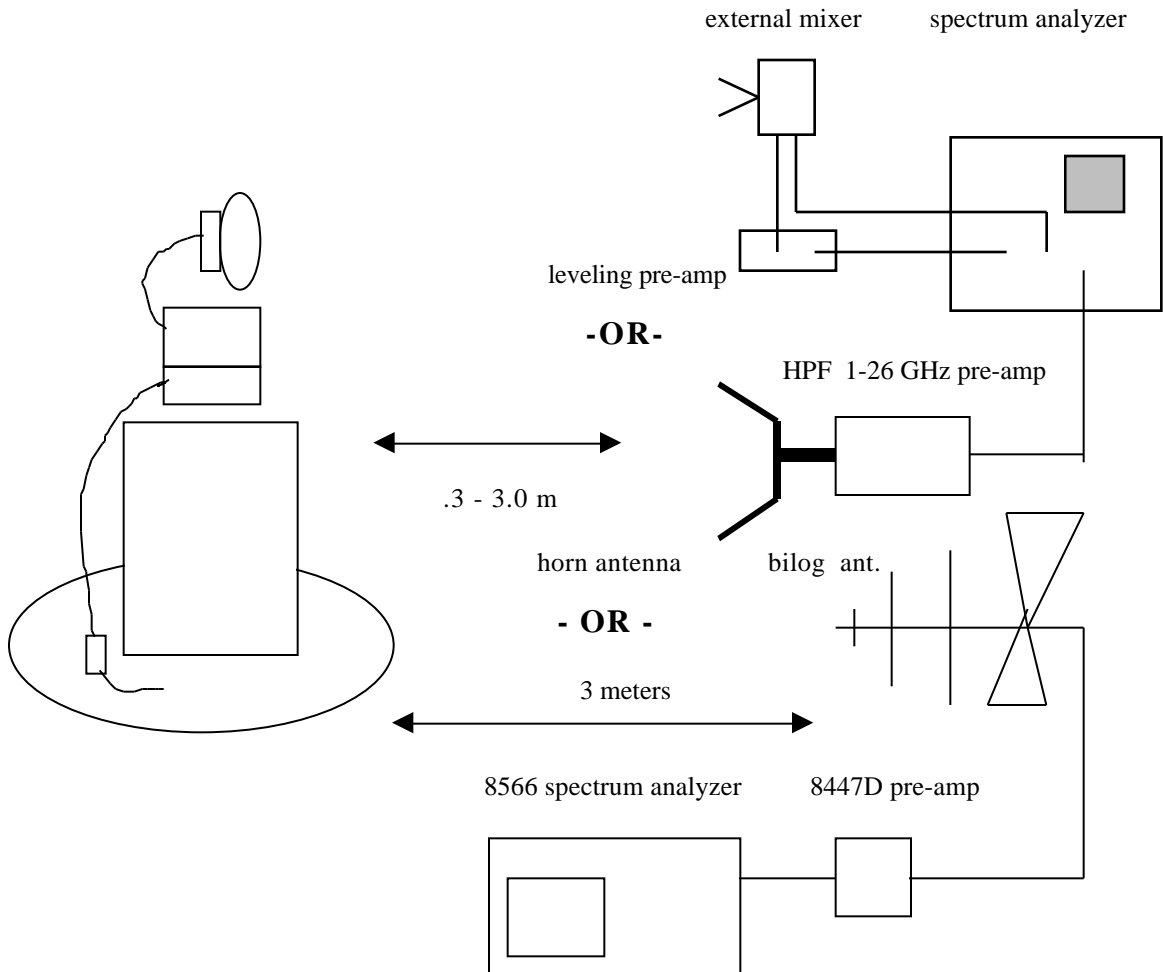 external mixer
spectrum analyzer
leveling pre-amp
-OR-
HPF 1-26 GHz pre-amp
.3 - 3.0 m
horn antenna
bilog ant.
- OR -
3 meters
8566 spectrum analyzer
8447D pre-amp